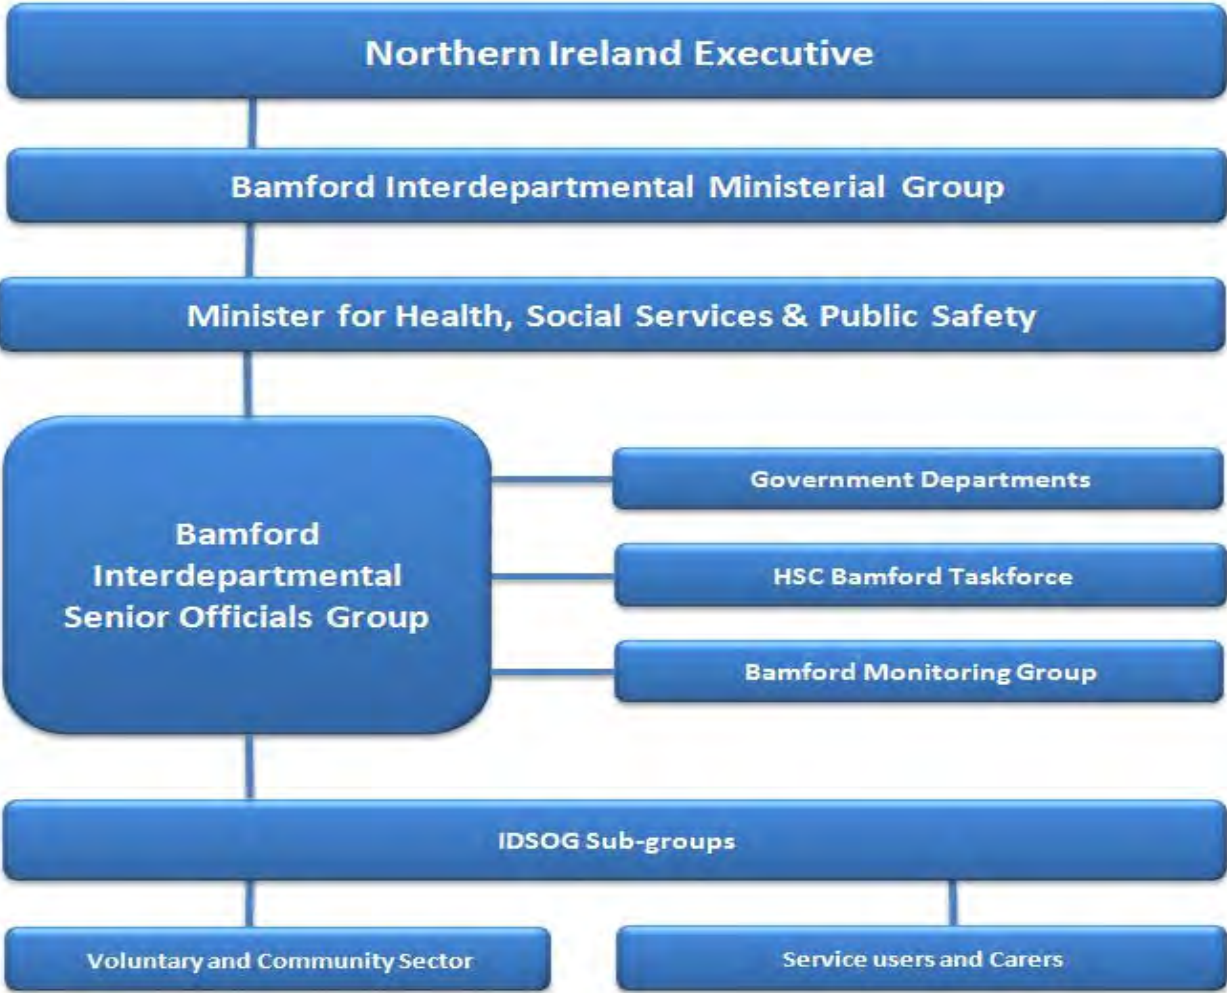 Northern Ireland Executive
Bamford Interdepartmental Ministerial Group
Minister for Health, Social Services & Public Safety
Bamford
Interdepartmental
Senior Officials Group
Government Departments
HSC Bamford Taskforce
Bamford Monitoring Group
IDSOG Sub-groups
Voluntary and Community Sector
Service users and Carers